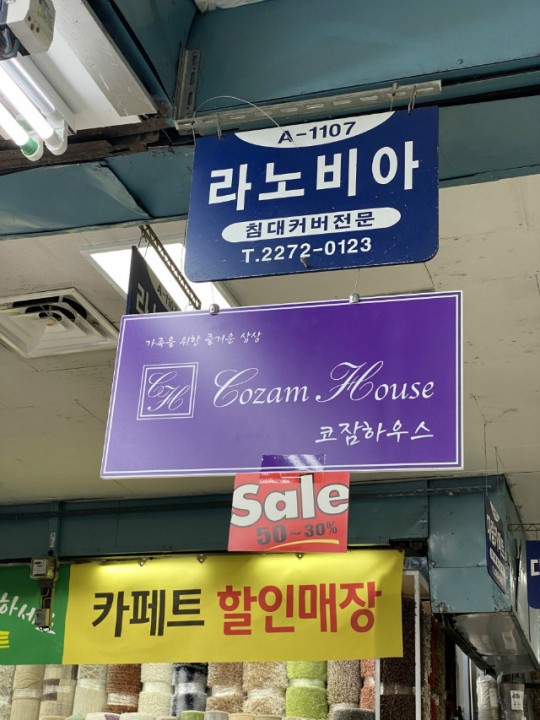 A-1107
라노비아
침대커버전문
T.2272-0123
가족을 위한 즐거운 상상
CH Cozam House
코잠하우스
Sale
50~30%
카페트 할인매장